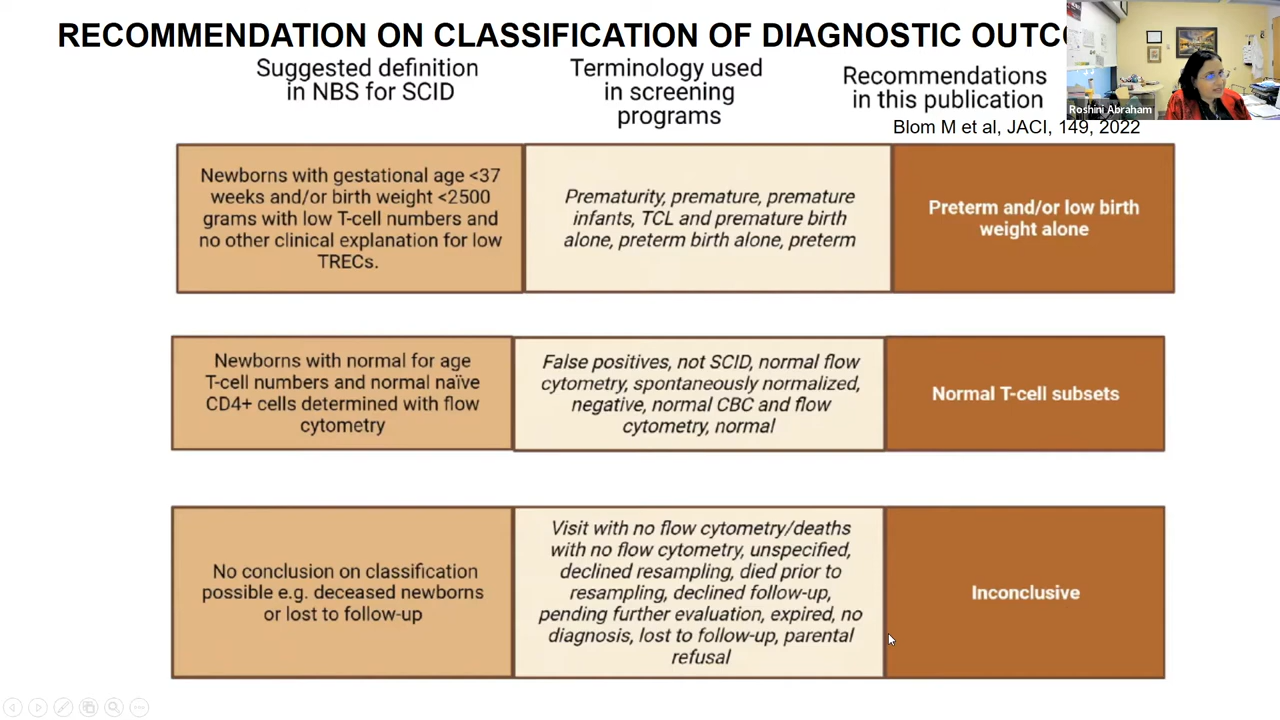 RECOMMENDATION ON CLASSIFICATION OF DIAGNOSTIC
Suggested definition
in NBS for SCID
Terminology used
in screening
programs
Recommendations
in this publication
Roshini Abraham
Blom M et al, JACI, 149, 2022
Newborns with gestational age <37
weeks and/or birth weight <2500
grams with low T-cell numbers and
no other clinical explanation for low
TRECs.
Prematurity, premature, premature
infants, TCL and premature birth
alone, preterm birth alone, preterm
Preterm and/or low birth
weight alone
Newborns with normal for age
T-cell numbers and normal naïve
CD4+ cells determined with flow
cytometry
False positives, not SCID, normal flow
cytometry, spontaneously normalized,
negative, normal CBC and flow
cytometry, normal
Normal T-cell subsets
No conclusion on classification
possible e.g. deceased newborns
or lost to follow-up
Visit with no flow cytometry/deaths
with no flow cytometry, unspecified,
declined resampling, died prior to
resampling, declined follow-up,
pending further evaluation, expired, no
diagnosis, lost to follow-up, parental
refusal
Inconclusive